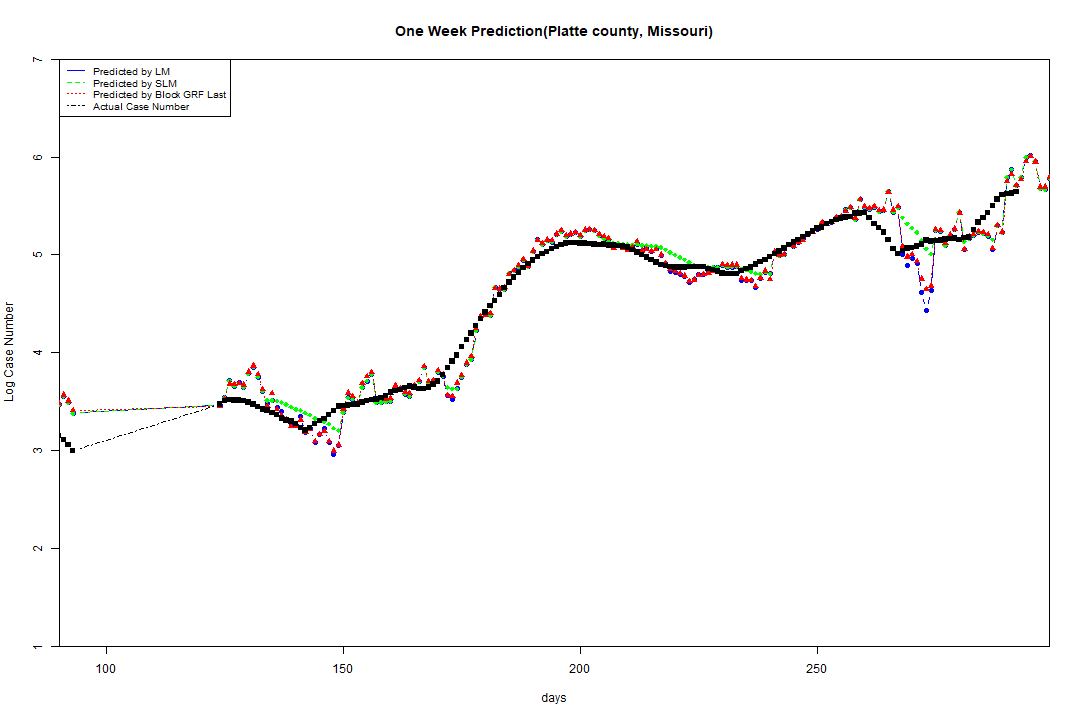 One Week Prediction(Platte county, Missouri)
Predicted by LM
Predicted by SLM
Predicted by Block GRF Last
Actual Case Number
7
6
5
4
3
2
1
Log Case Number
100 150 200 250
days